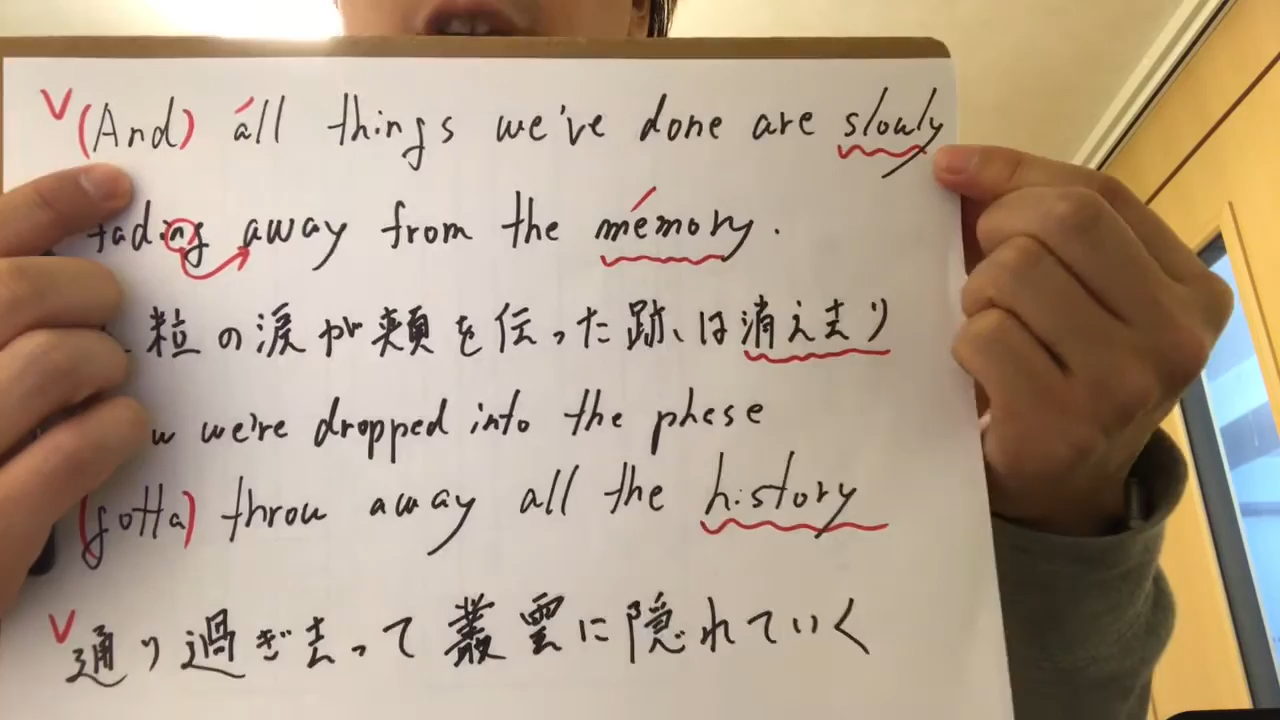 (And) áll things we've done are slowly
fading away from the mémory.
粒の涙が頬を伝った跡、は消えまり
we're dropped into the phese
(gotta) throw away all the history
通り過ぎ去って叢雲に隠れていく